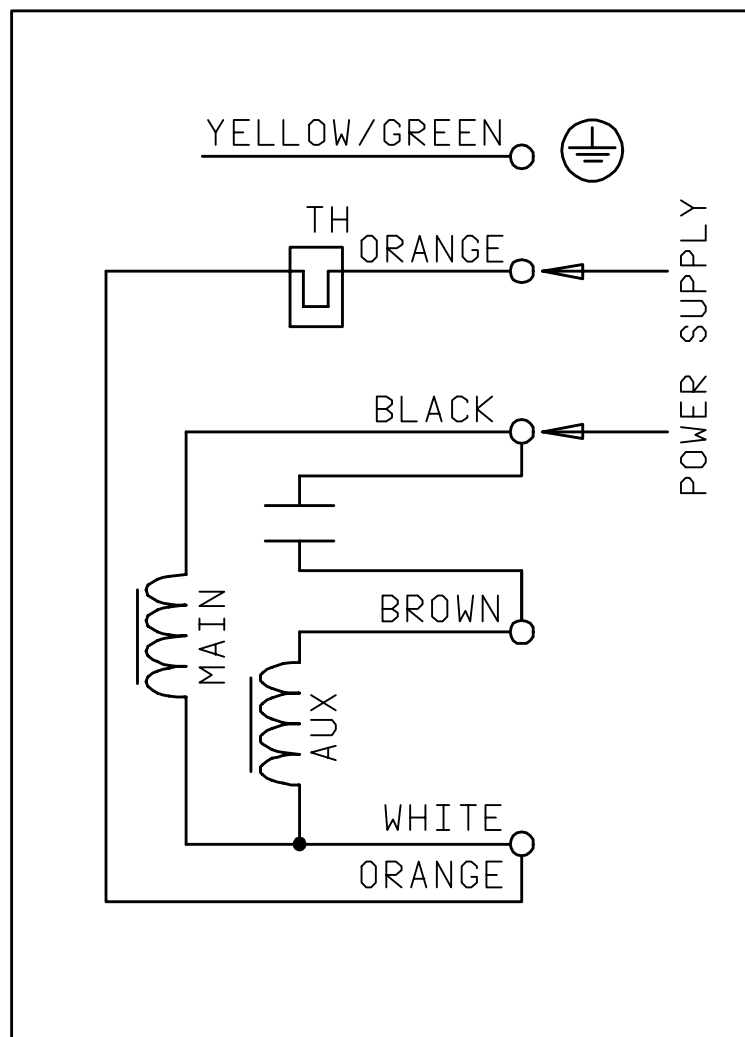 YELLOW/GREEN
TH
ORANGE
POWER SUPPLY
BLACK
BROWN
MAIN
AUX
WHITE
ORANGE